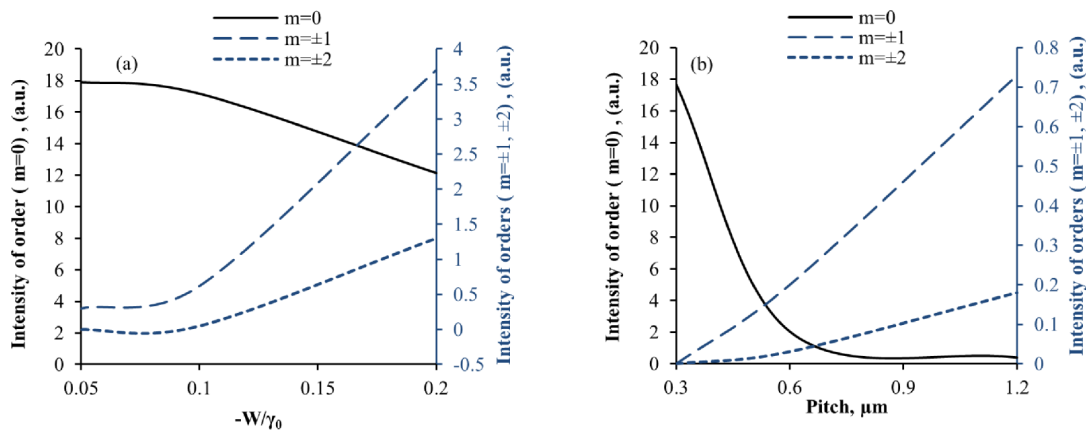 m=0
m=±1
m=±2
(a)
Intensity of order ( m=0) , (a.u.)
20
18
16
14
12
10
8
6
4
2
0
4
3.5
3
2.5
2
1.5
1
0.5
0
-0.5
Intensity of orders ( m=±1, ±2) , (a.u.)
0.05 0.1 0.15 0.2
-W/γ₀
m=0
m=±1
m=±2
(b)
Intensity of order ( m=0) , (a.u.)
20
18
16
14
12
10
8
6
4
2
0
0.8
0.7
0.6
0.5
0.4
0.3
0.2
0.1
0
Intensity of orders ( m=±1, ±2) , (a.u.)
0.3 0.6 0.9 1.2
Pitch, µm